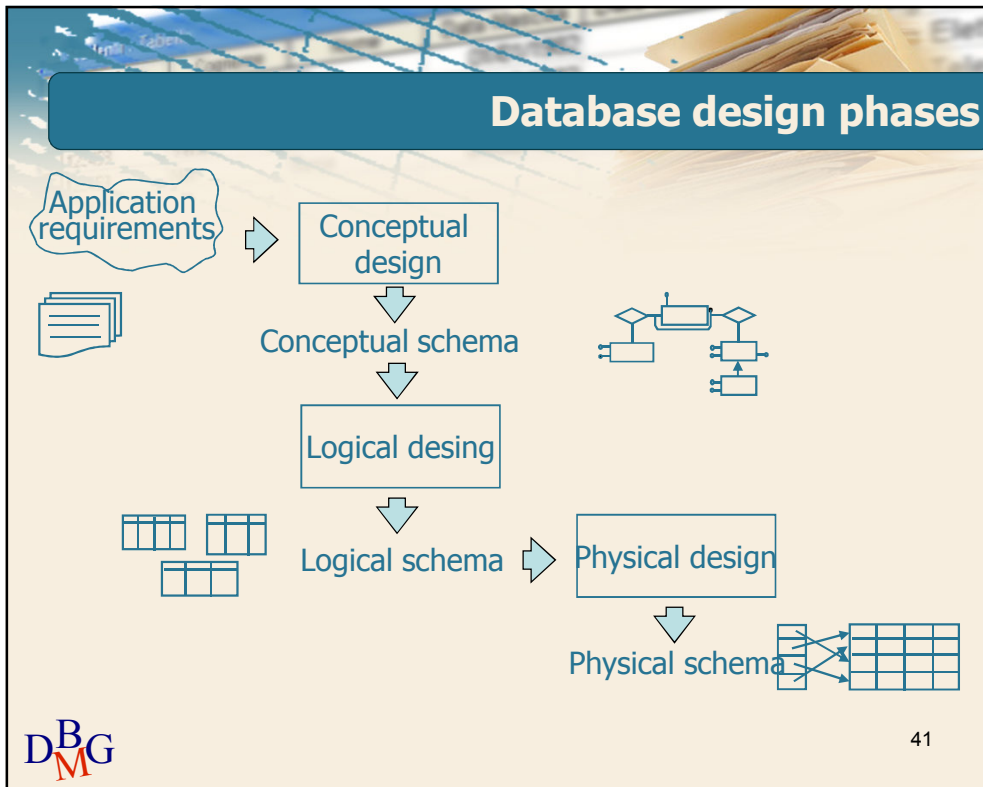 Database design phases
Application
requirements
Conceptual
design
Conceptual schema
Logical desing
Logical schema
Physical design
Physical schema
DBMG
41